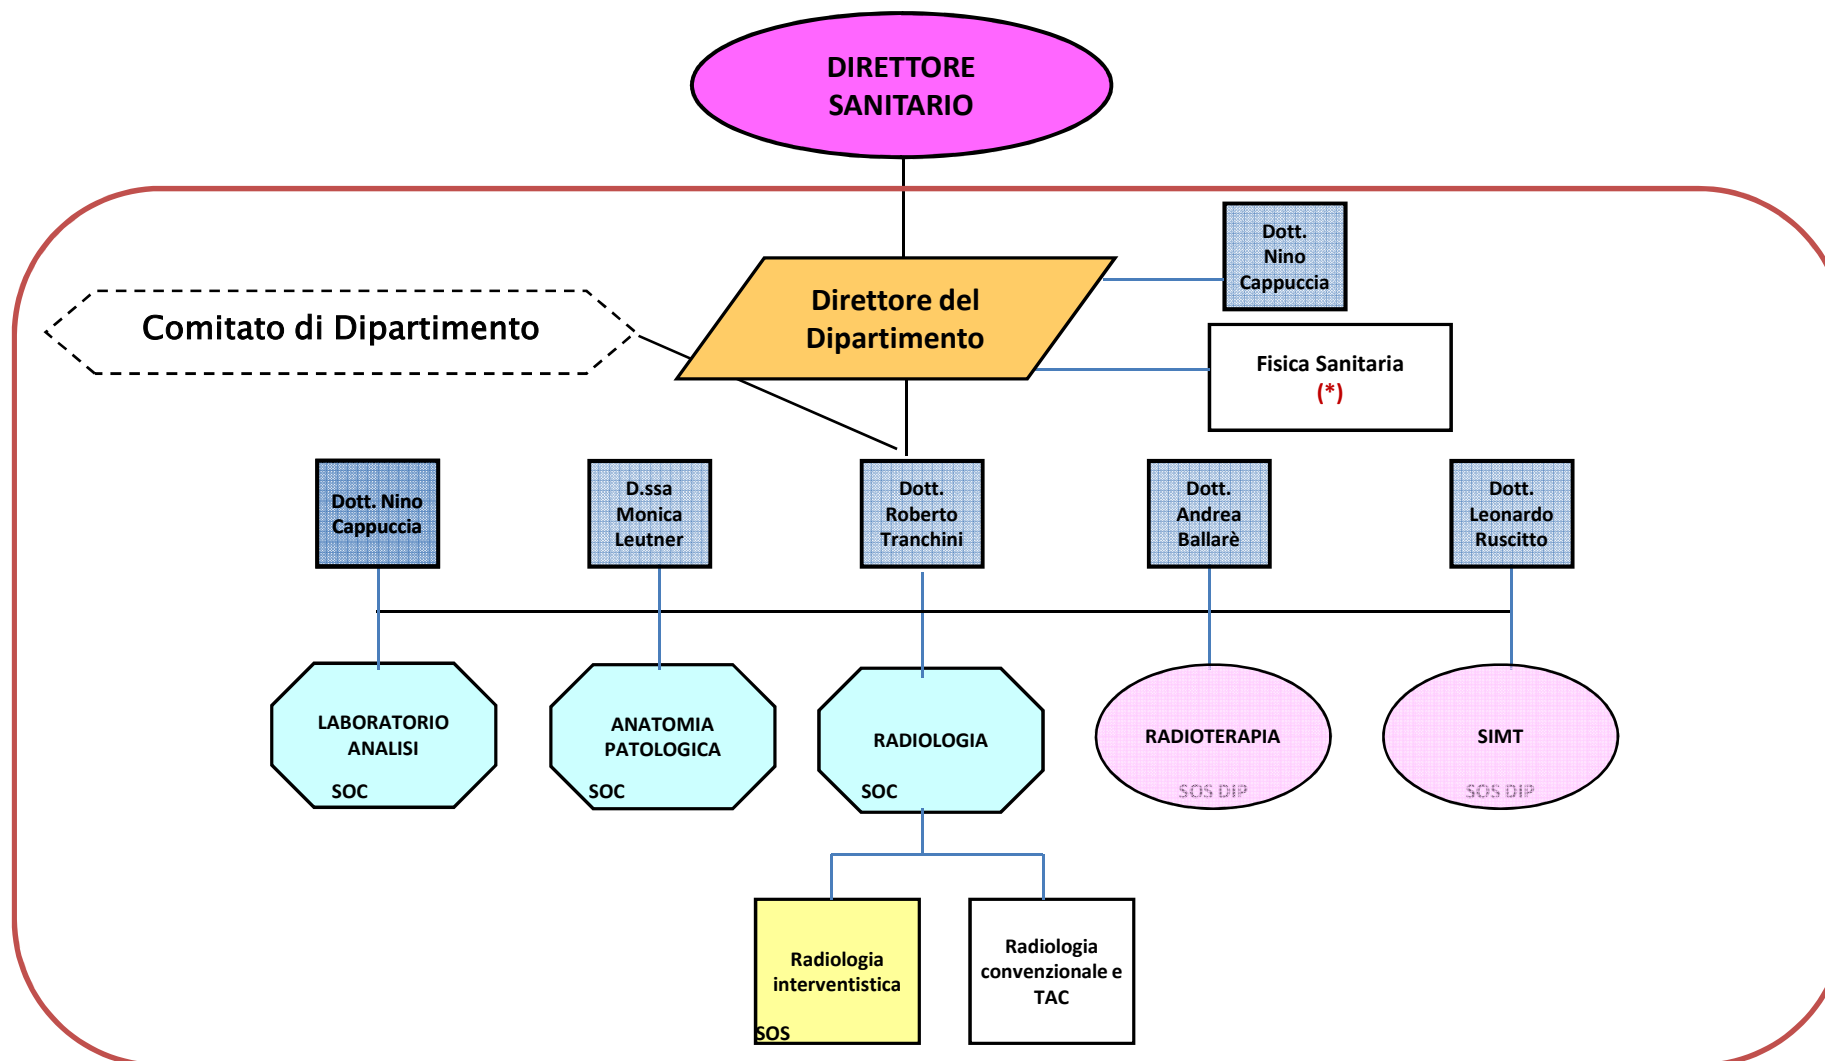 DIRETTORE
SANITARIO
Dott.
Nino
Cappuccia
Direttore del
Dipartimento
Comitato di Dipartimento
Fisica Sanitaria
(*)
Dott. Nino
Cappuccia
D.ssa
Monica
Leutner
Dott.
Roberto
Tranchini
Dott.
Andrea
Ballarè
Dott.
Leonardo
Ruscitto
LABORATORIO
ANALISI
SOC
ANATOMIA
PATOLOGICA
SOC
RADIOLOGIA
SOC
RADIOTERAPIA
SOS DIP
SIMT
SOS DIP
Radiologia
interventistica
SOS
Radiologia
convenzionale e
TAC